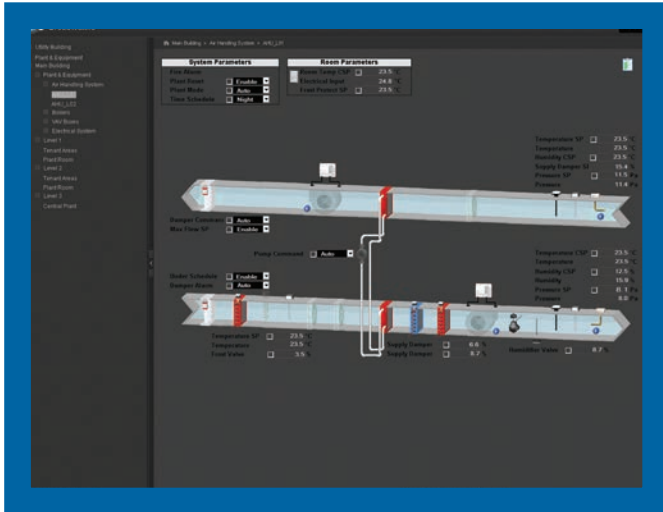 Utility Building
Plant & Equipment
Main Building
Plant & Equipment
Air Handling System
AHU_L02
Boilers
VAV Boxes
Electrical System
Level 1
Tenant Areas
Plant Room
Level 2
Tenant Areas
Plant Room
Level 3
Central Plant
Main Building > Air Handling System > AHU_L01
System Parameters
Fire Alarm
Plant Reset Enable
Plant Mode Auto
Time Schedule Night
Room Parameters
Room Temp CSP 23.5 °C
Electrical Input 24.8 °C
Frost Protect SP 23.5 °C
Temperature SP 23.5 °C
Temperature 23.5 °C
Humidity CSP 23.5 °C
Supply Damper SP 15.4 %
Pressure SP 11.5 Pa
Pressure 11.4 Pa
Damper Command Auto
Max Flow SP Enable
Pump Command Auto
Outer Schedule Enable
Damper Alarm Auto
Temperature CSP 23.5 °C
Temperature 23.5 °C
Humidity CSP 12.5 %
Humidity 15.9 %
Pressure SP 8.1 Pa
Pressure 8.0 Pa
Temperature SP 23.5 °C
Temperature 23.5 °C
Frost Valve 3.5 %
Supply Damper 6.6 %
Supply Damper 8.7 %
Humidifier Valve 8.7 %